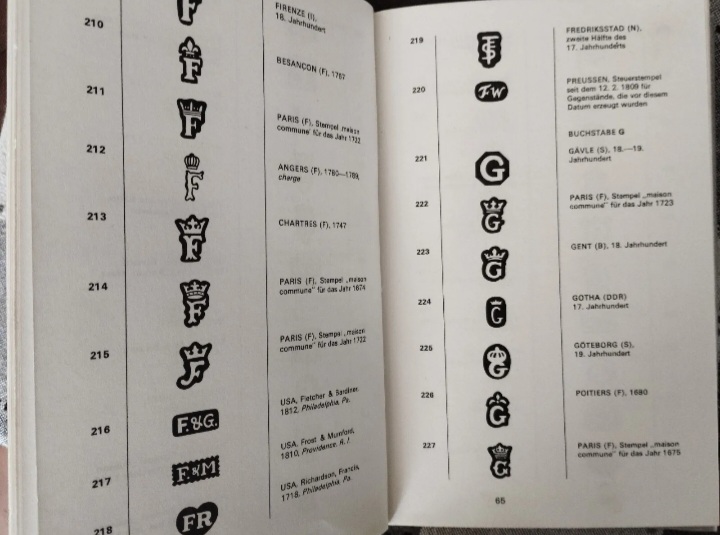 F
FIRENZE (I),
18. Jahrhundert
210
F
BESANÇON (F), 1767
211
F
PARIS (F), Stempel „maison
commune" für das Jahr 1732
212
F
ANGERS (F), 1780—1789,
charge
213
F
CHARTRES (F), 1747
214
F
PARIS (F), Stempel „maison
commune" für das Jahr 1674
215
F
PARIS (F), Stempel „maison
commune" für das Jahr 1722
216
F.&G.
USA, Fletcher & Gardiner,
1812, Philadelphia, Pa.
217
F&M
USA, Frost & Mumford,
1810, Providence, R. I.
218
FR
USA, Richardson, Francis,
1718, Philadelphia, Pa.
219
FREDRIKSSTAD (N),
zweite Hälfte des
17. Jahrhunderts
220
FW
PREUSSEN, Steuerstempel
seit dem 12. 2. 1809 für
Gegenstände, die vor diesem
Datum erzeugt wurden
BUCHSTABE G
221
G
GÄVLE (S), 18.—19.
Jahrhundert
222
G
PARIS (F), Stempel „maison
commune" für das Jahr 1723
223
G
GENT (B), 18. Jahrhundert
224
G
GOTHA (DDR)
17. Jahrhundert
225
G
GÖTEBORG (S),
19. Jahrhundert
226
G
POITIERS (F), 1690
227
G
PARIS (F), Stempel „maison
commune" für das Jahr 1675
65